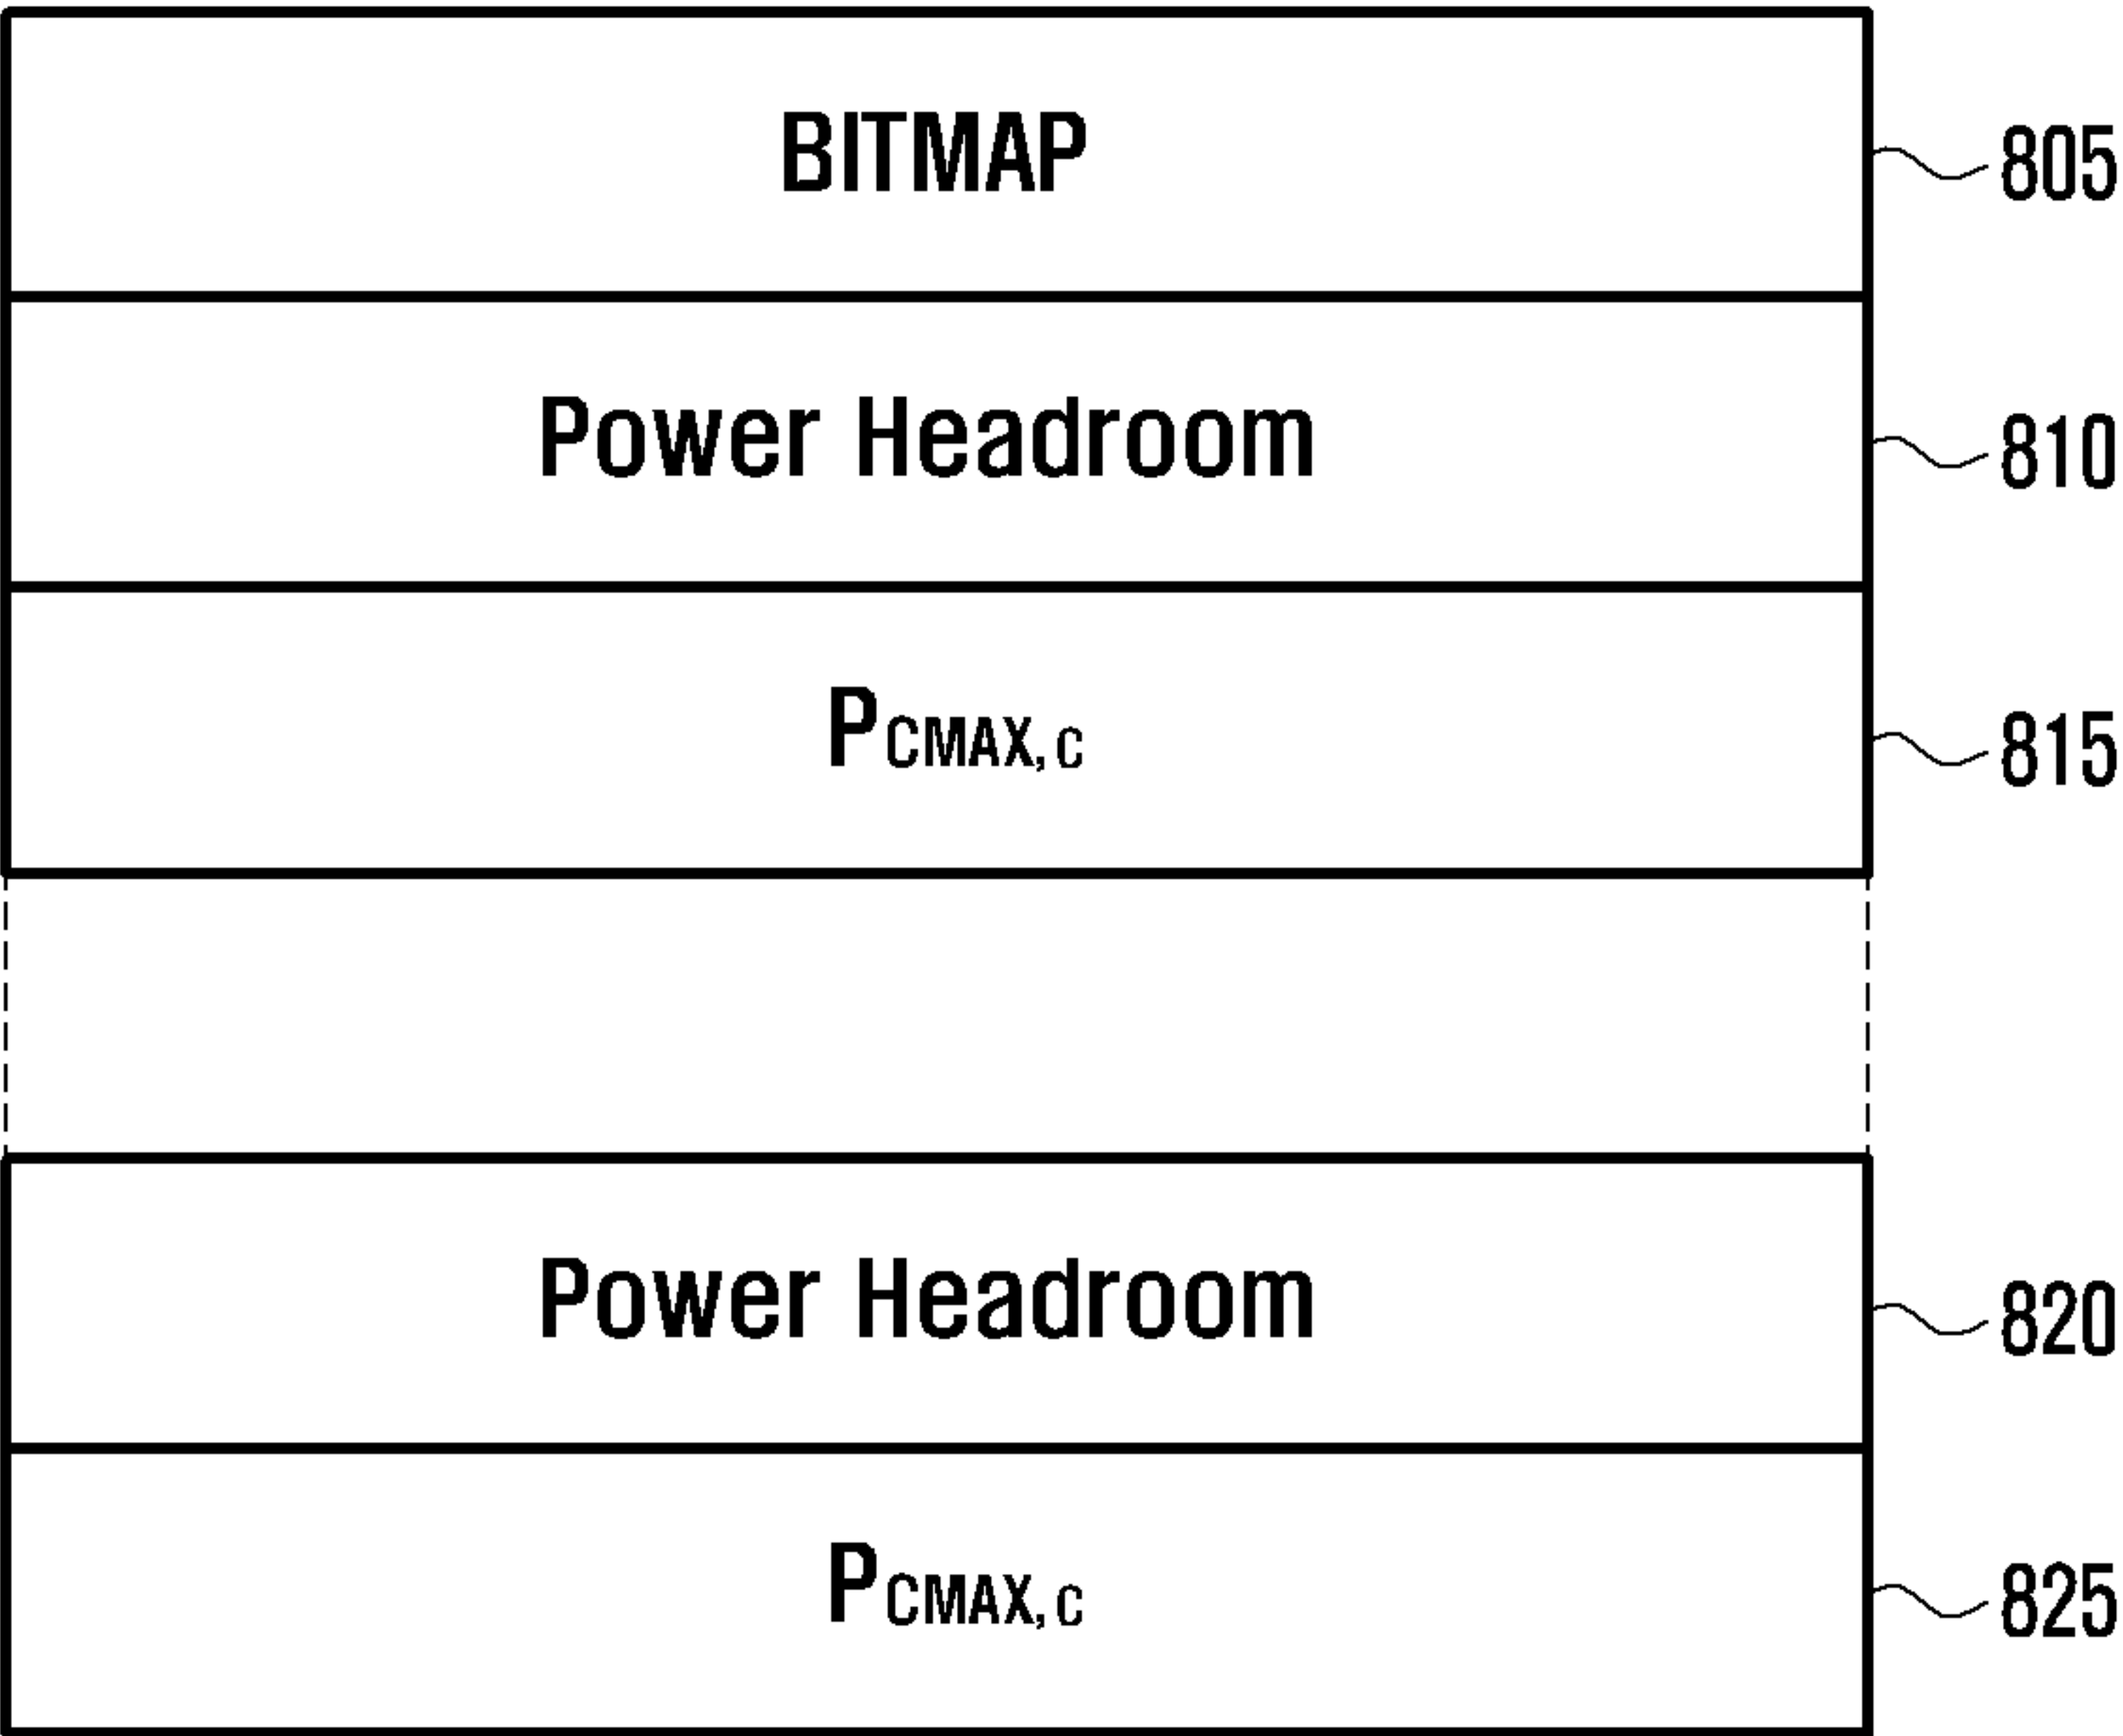 BITMAP 805
Power Headroom 810
PCMAX,C 815
Power Headroom 820
PCMAX,C 825